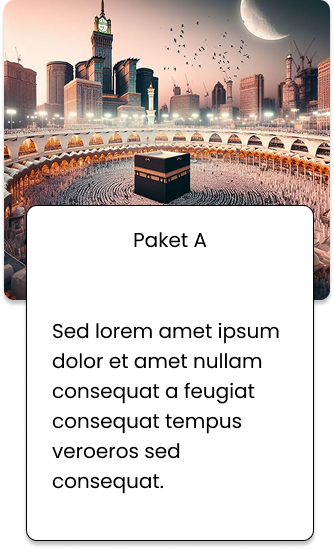 Paket A
Sed lorem amet ipsum
dolor et amet nullam
consequat a feugiat
consequat tempus
veroeros sed
consequat.